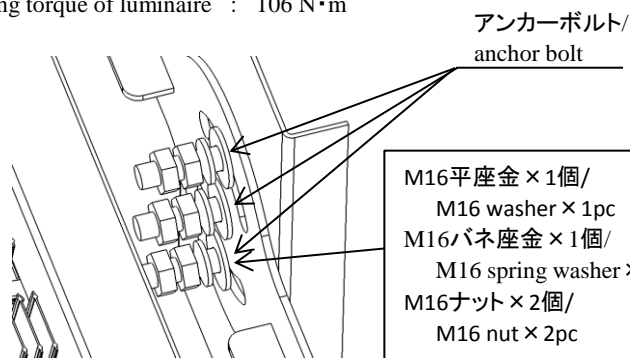 torque of luminaire : 106 N･m
アンカーボルト/
anchor bolt
M16平座金×1個/
M16 washer×1pc
M16バネ座金×1個/
M16 spring washer×
M16ナット×2個/
M16 nut×2pc